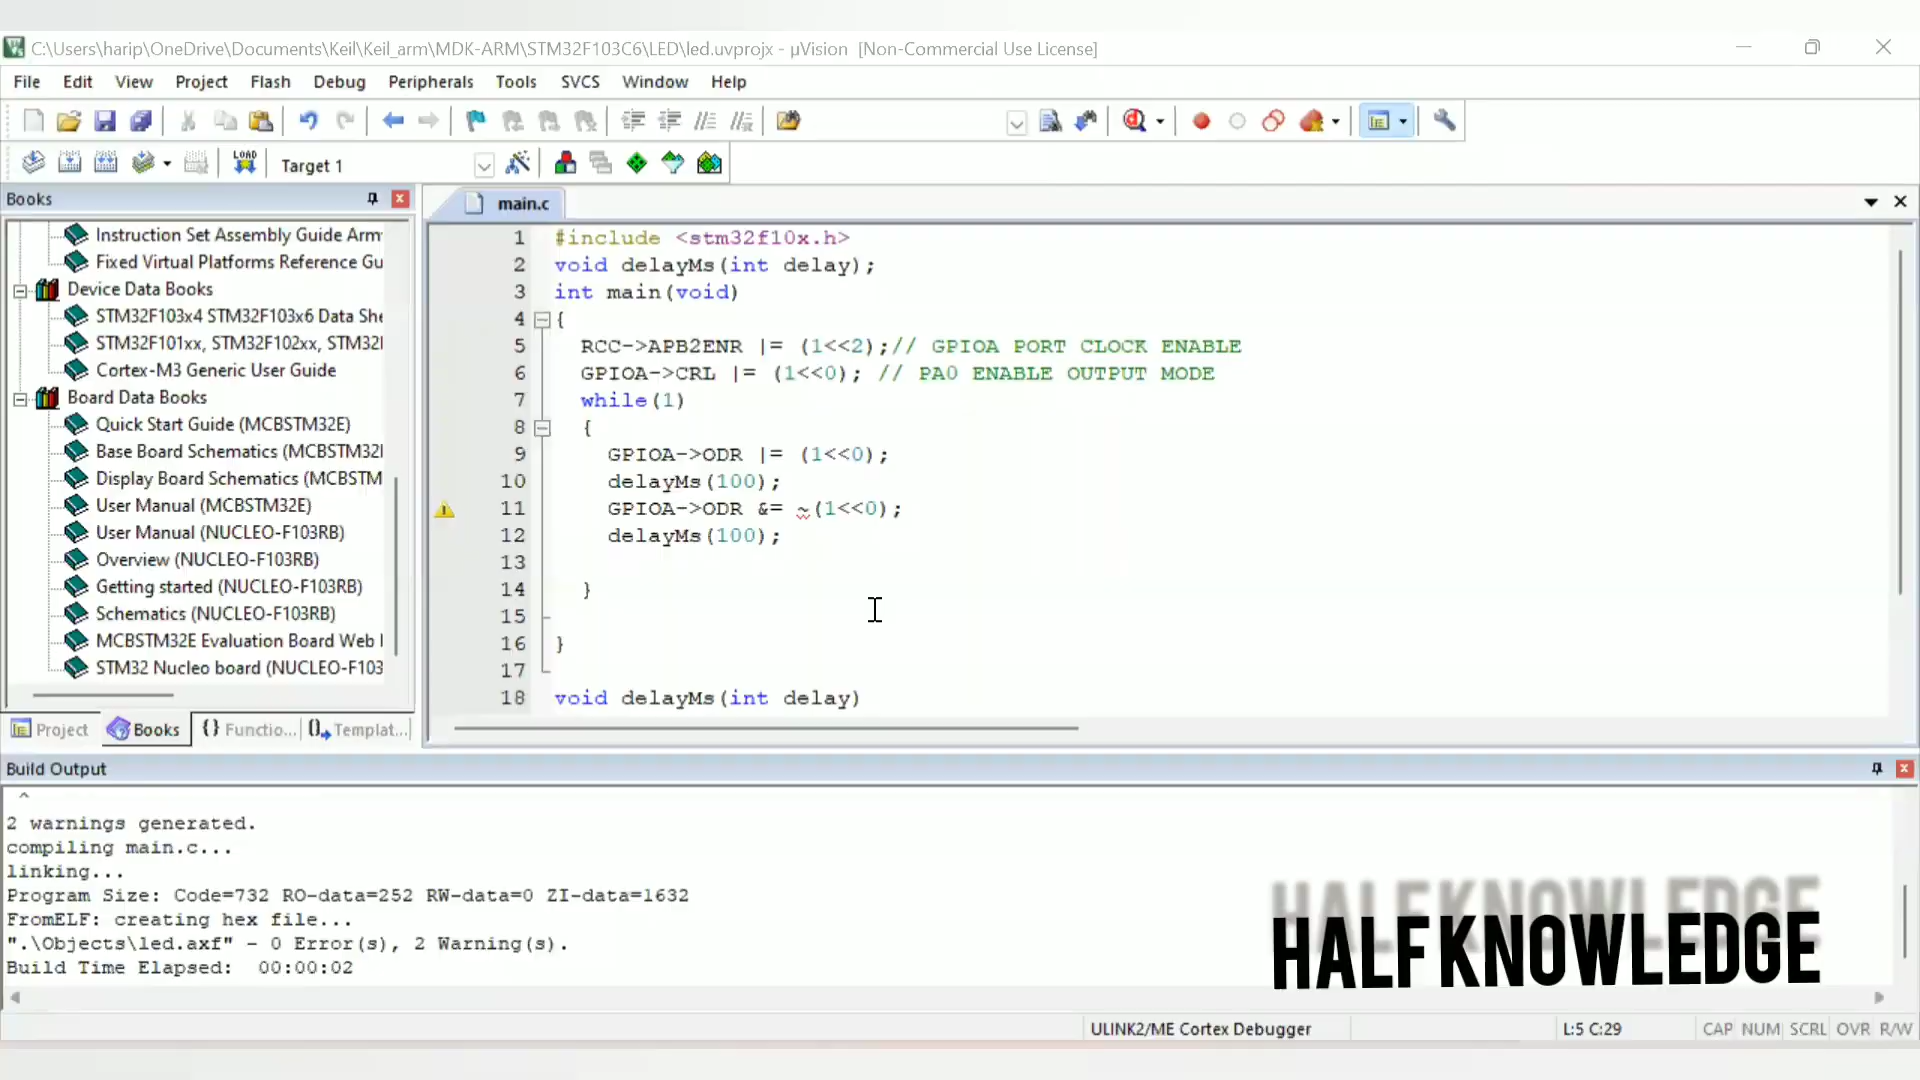 C:\Users\harip\OneDrive\Documents\Keil\Keil_arm\MDK-ARM\STM32F103C6\LED\led.uvprojx - µVision [Non-Commercial Use License]
File Edit View Project Flash Debug Peripherals Tools SVCS Window Help
LOAD
Target 1
Books
Instruction Set Assembly Guide Arm
Fixed Virtual Platforms Reference Gu
Device Data Books
STM32F103x4 STM32F103x6 Data She
STM32F101xx, STM32F102xx, STM32I
Cortex-M3 Generic User Guide
Board Data Books
Quick Start Guide (MCBSTM32E)
Base Board Schematics (MCBSTM32I
Display Board Schematics (MCBSTM
User Manual (MCBSTM32E)
User Manual (NUCLEO-F103RB)
Overview (NUCLEO-F103RB)
Getting started (NUCLEO-F103RB)
Schematics (NUCLEO-F103RB)
MCBSTM32E Evaluation Board Web I
STM32 Nucleo board (NUCLEO-F103
Project Books {} Functio... Templat...
main.c
1 #include <stm32f10x.h>
2 void delayMs(int delay);
3 int main(void)
4 {
5 RCC->APB2ENR |= (1<<2);// GPIOA PORT CLOCK ENABLE
6 GPIOA->CRL |= (1<<0); // PA0 ENABLE OUTPUT MODE
7 while(1)
8 {
9 GPIOA->ODR |= (1<<0);
10 delayMs(100);
11 GPIOA->ODR &= ~(1<<0);
12 delayMs(100);
13
14 }
15
16 }
17
18 void delayMs(int delay)
Build Output
^
2 warnings generated.
compiling main.c...
linking...
Program Size: Code=732 RO-data=252 RW-data=0 ZI-data=1632
FromELF: creating hex file...
".\Objects\led.axf" - 0 Error(s), 2 Warning(s).
Build Time Elapsed: 00:00:02
HALF KNOWLEDGE
ULINK2/ME Cortex Debugger L:5 C:29 CAP NUM SCRL OVR R/W